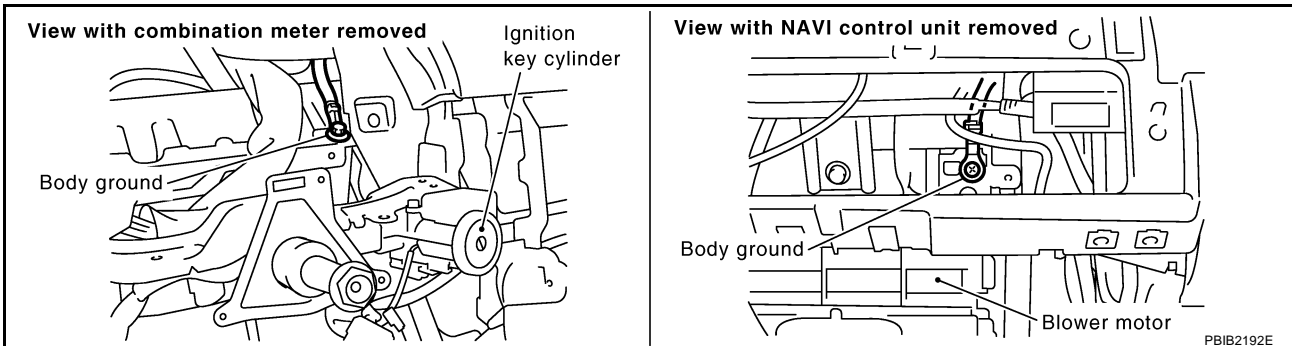 View with combination meter removed
Ignition
key cylinder
Body ground
View with NAVI control unit removed
Body ground
Blower motor
PBIB2192E